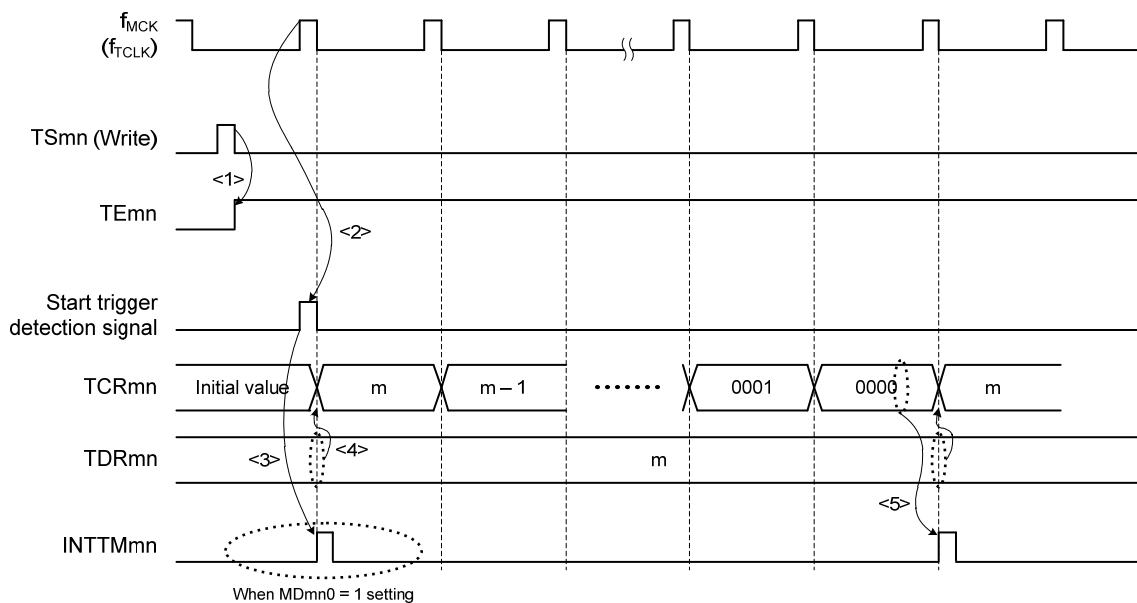 fMCK
(fTCLK)
TSmn (Write)
<1>
TEmn
<2>
Start trigger
detection signal
TCRmn
Initial value
m
m – 1
0001
0000
m
<3>
<4>
TDRmn
m
<5>
INTTMmn
When MDmn0 = 1 setting